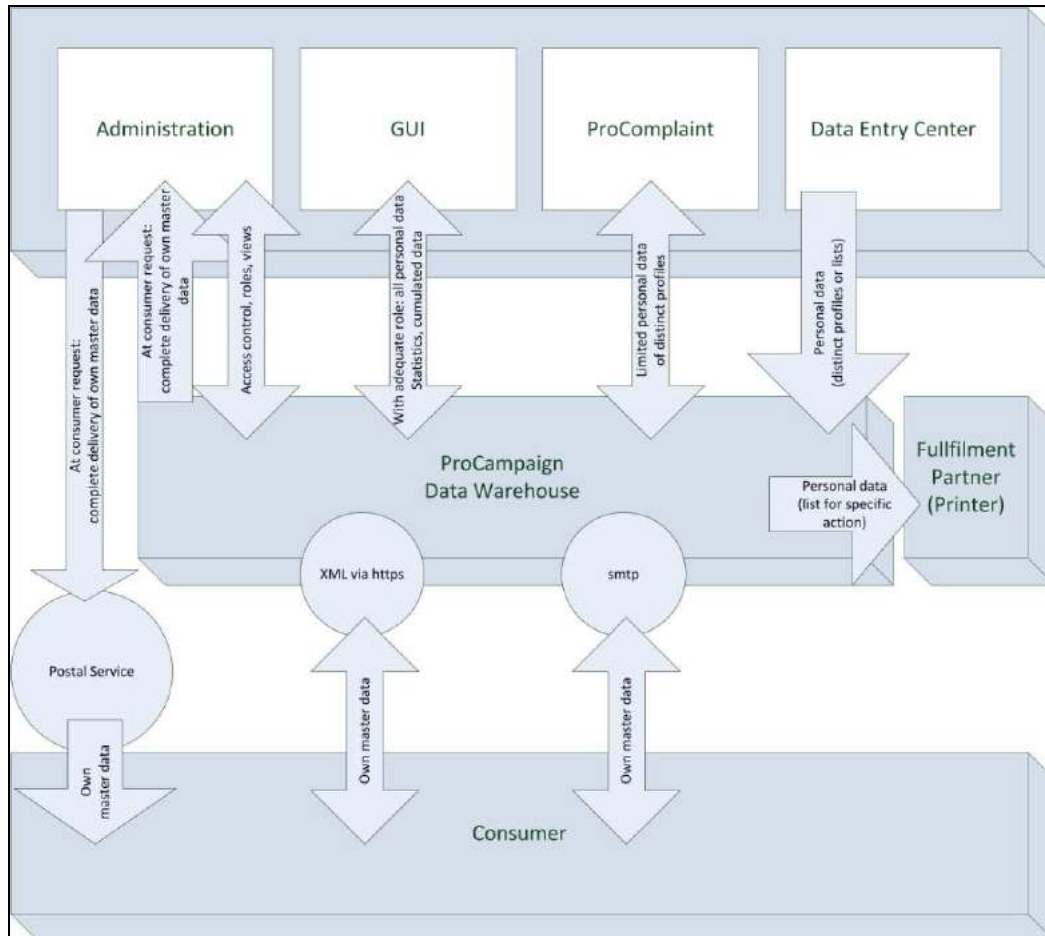 Administration
GUI
ProComplaint
Data Entry Center
At consumer request:
complete delivery of own master data
At consumer request:
complete delivery of own master
data
Access control, roles, views
With adequate role: all personal data
Statistics, cumulated data
Limited personal data
of distinct profiles
Personal data
(distinct profiles or lists)
ProCampaign
Data Warehouse
Personal data
(list for specific
action)
Fullfilment
Partner
(Printer)
XML via https
smtp
Postal Service
Own
master data
Own master data
Own master data
Consumer